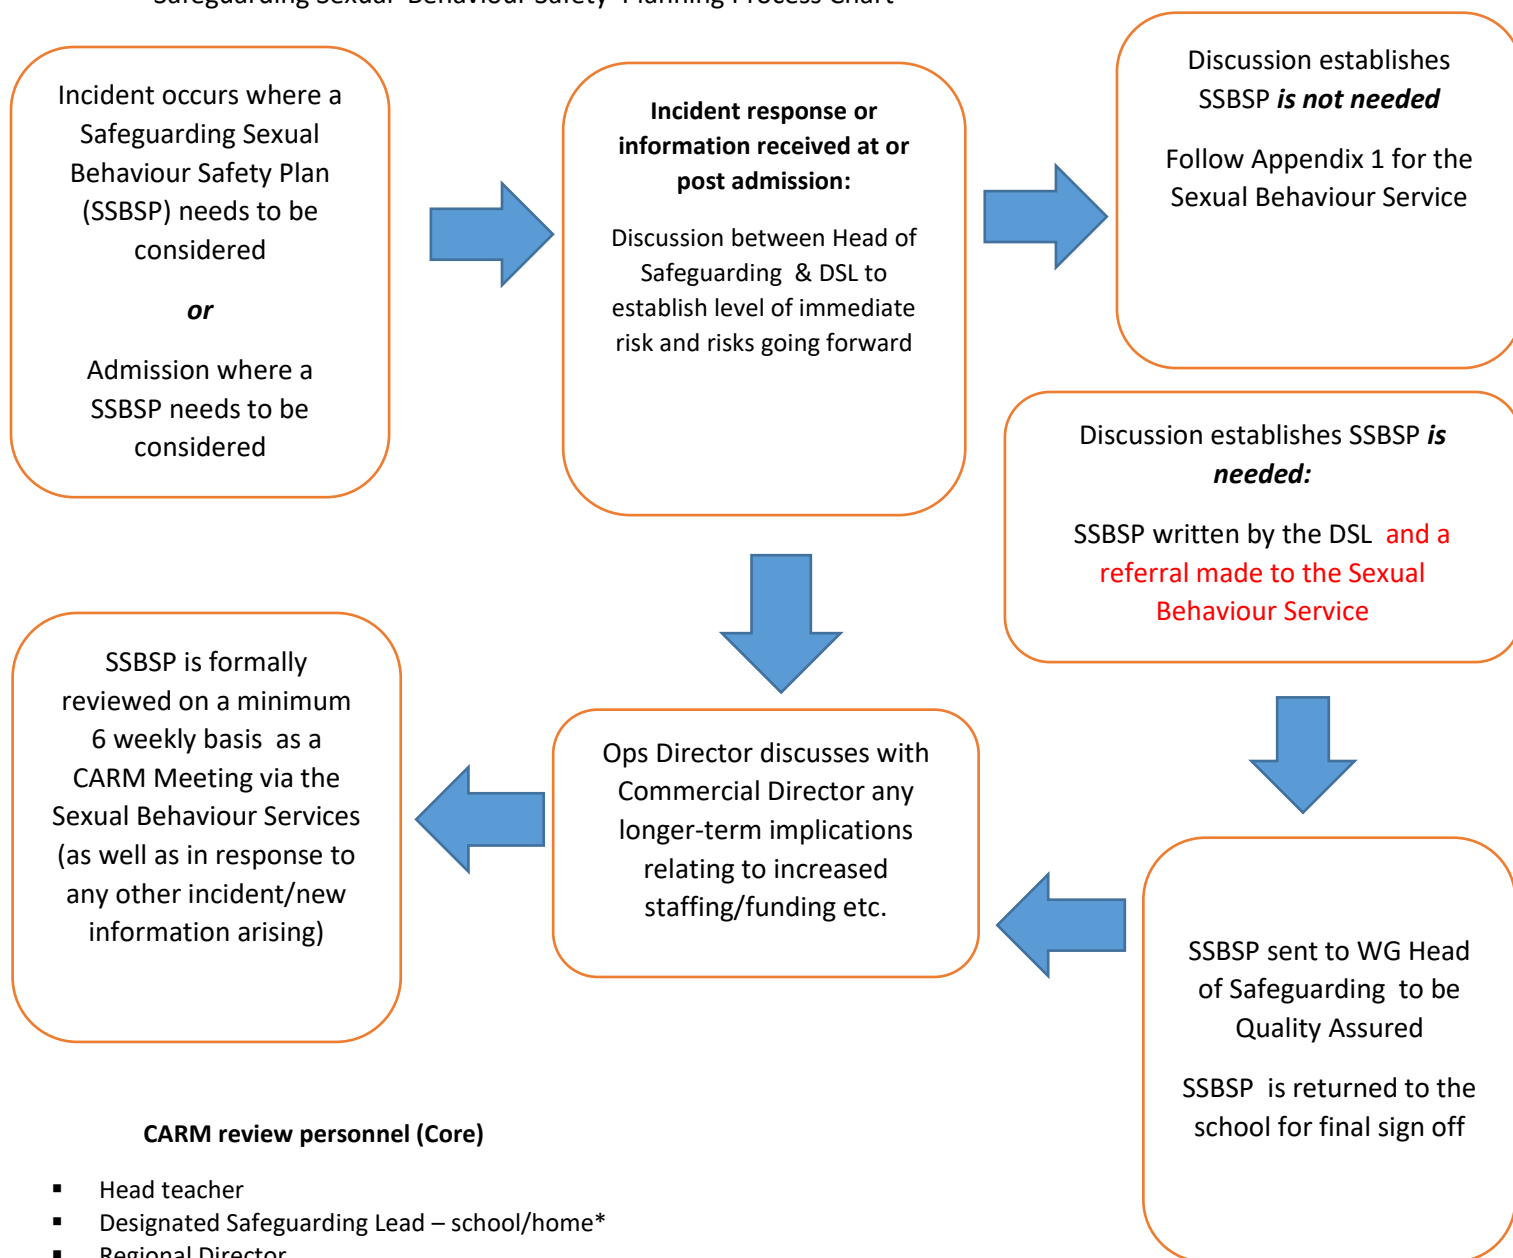 Safeguarding Sexual Behaviour Safety Planning Process Chart
Incident occurs where a
Safeguarding Sexual
Behaviour Safety Plan
(SSBSP) needs to be
considered
or
Admission where a
SSBSP needs to be
considered
Incident response or
information received at or
post admission:
Discussion between Head of
Safeguarding & DSL to
establish level of immediate
risk and risks going forward
Discussion establishes
SSBSP is not needed
Follow Appendix 1 for the
Sexual Behaviour Service
Discussion establishes SSBSP is
needed:
SSBSP written by the DSL and a
referral made to the Sexual
Behaviour Service
SSBSP is formally
reviewed on a minimum
6 weekly basis as a
CARM Meeting via the
Sexual Behaviour Services
(as well as in response to
any other incident/new
information arising)
Ops Director discusses with
Commercial Director any
longer-term implications
relating to increased
staffing/funding etc.
SSBSP sent to WG Head
of Safeguarding to be
Quality Assured
SSBSP is returned to the
school for final sign off
CARM review personnel (Core)
▪ Head teacher
▪ Designated Safeguarding Lead – school/home*
▪ Regional Director